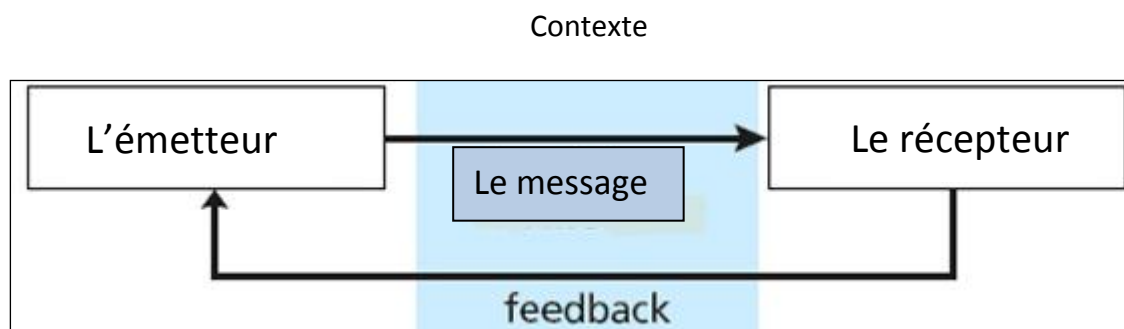 Contexte
L’émetteur
Le récepteur
Le message
feedback